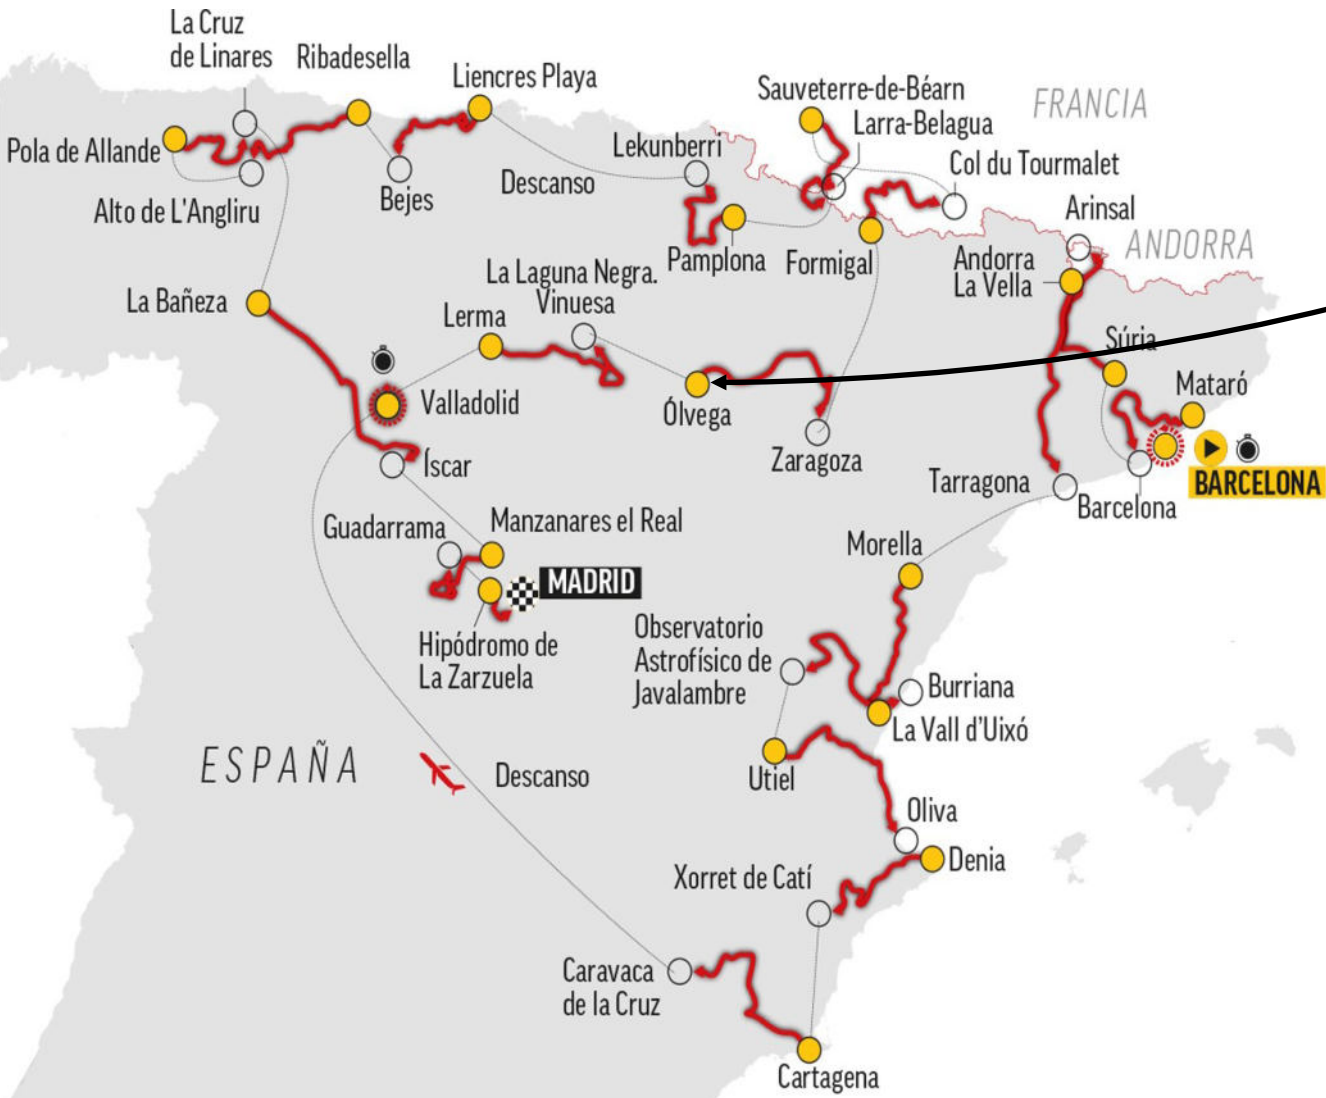 La Cruz
de Linares
Ribadesella
Liencres Playa
Sauveterre-de-Béarn
FRANCIA
Larra-Belagua
Pola de Allande
Lekunberri
Col du Tourmalet
Descanso
Bejes
Alto de L'Angliru
Arinsal
ANDORRA
Pamplona
Formigal
Andorra
La Vella
La Laguna Negra.
Vinuesa
La Bañeza
Lerma
Súria
Mataró
Valladolid
Ólvega
Zaragoza
Íscar
Tarragona
BARCELONA
Barcelona
Guadarrama
Manzanares el Real
Morella
MADRID
Hipódromo de
La Zarzuela
Observatorio
Astrofísico de
Javalambre
Burriana
La Vall d'Uixó
ESPAÑA
Descanso
Utiel
Oliva
Denia
Xorret de Catí
Caravaca
de la Cruz
Cartagena